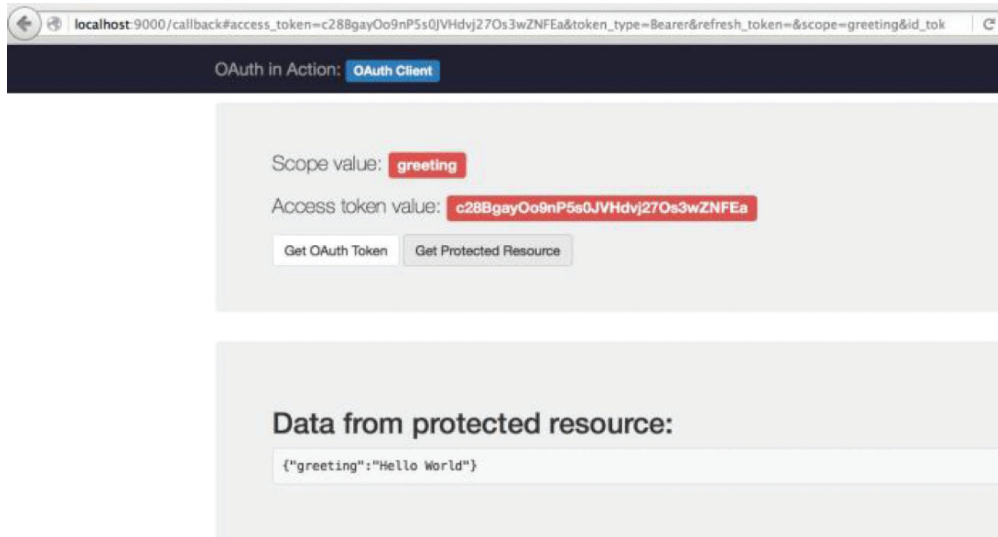 localhost:9000/callback#access_token=c28BgayOo9nP5s0JVHdvj27Os3wZNFEa&token_type=Bearer&refresh_token=&scope=greeting&id_tok
OAuth in Action: OAuth Client
Scope value: greeting
Access token value: c28BgayOo9nP5s0JVHdvj27Os3wZNFEa
Get OAuth Token Get Protected Resource
Data from protected resource:
{"greeting":"Hello World"}